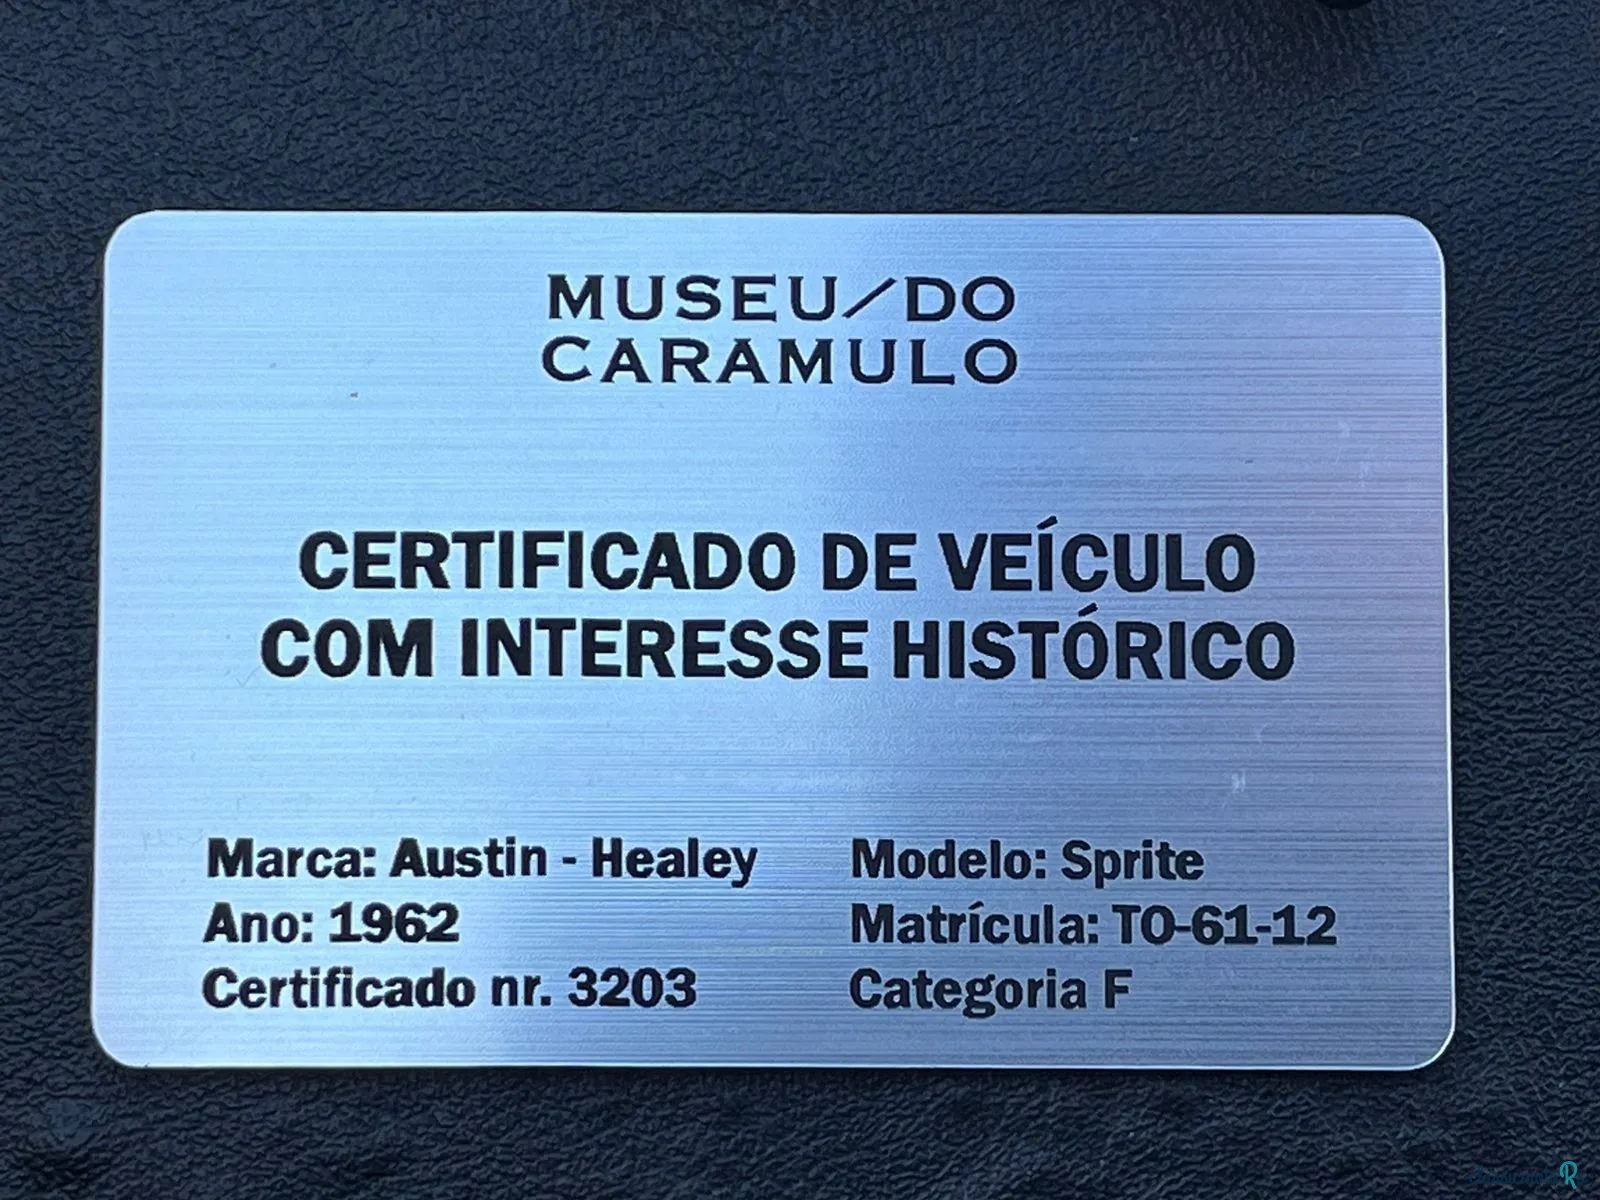 MUSEU/DO
CARAMULO
CERTIFICADO DE VEÍCULO
COM INTERESSE HISTÓRICO
Marca: Austin - Healey Modelo: Sprite
Ano: 1962 Matrícula: TO-61-12
Certificado nr. 3203 Categoria F